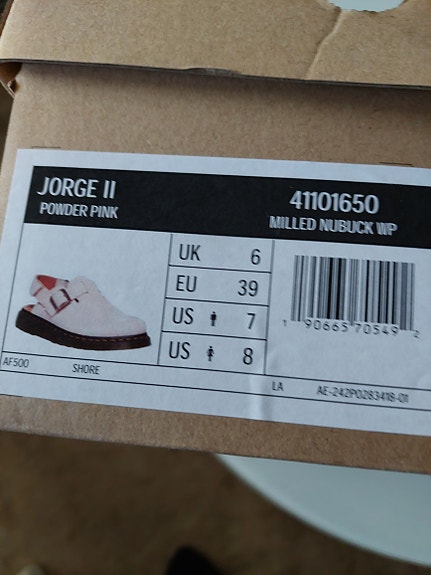 JORGE II
POWDER PINK
41101650
MILLED NUBUCK WP
UK 6
EU 39
US 7
US 8
1 90665 70549 2
AF500 SHORE
LA AE-242P0283418-01